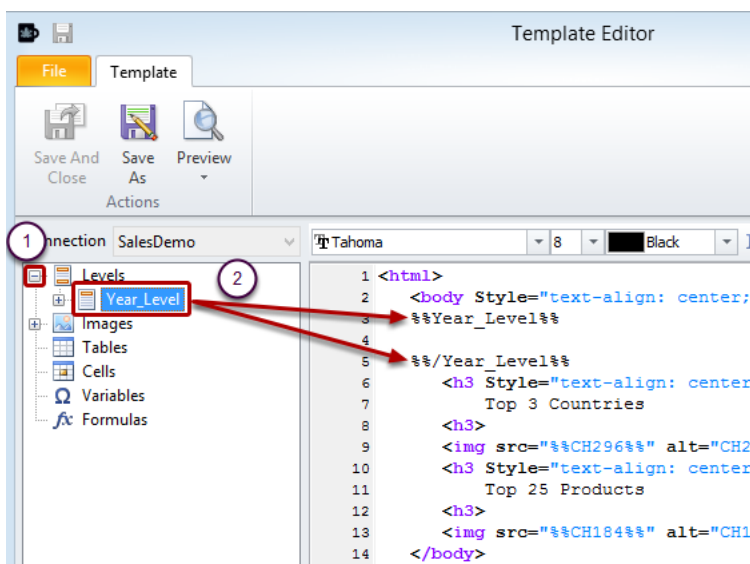 Template Editor
File Template
Save And Close
Save As
Preview
Actions
1
nnection SalesDemo
Tahoma 8 Black
2
Levels
Year_Level
Images
Tables
Cells
Ω Variables
fx Formulas
1 <html>
2 <body Style="text-align: center;
3 %%Year_Level%%
4
5 %%/Year_Level%%
6 <h3 Style="text-align: center
7 Top 3 Countries
8 <h3>
9 <img src="%%CH296%%" alt="CH2
10 <h3 Style="text-align: center
11 Top 25 Products
12 <h3>
13 <img src="%%CH184%%" alt="CH1
14 </body>